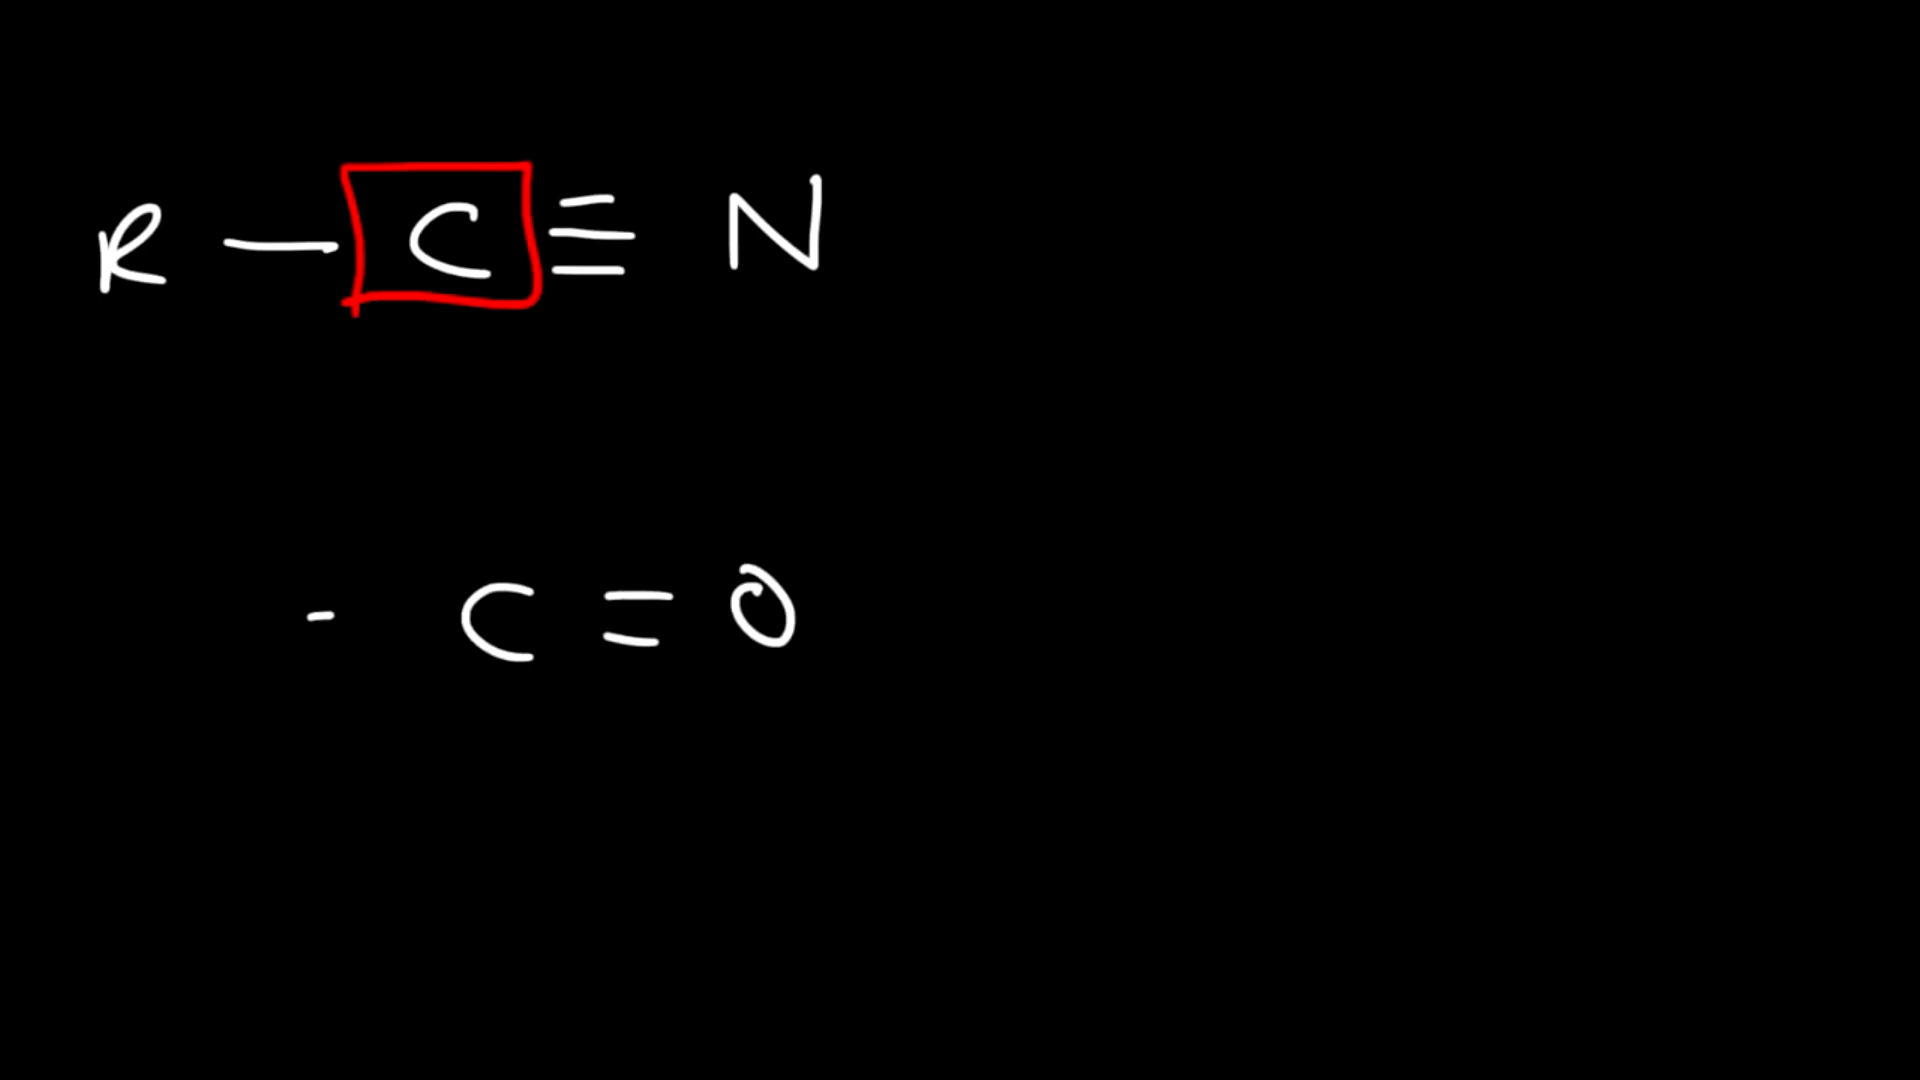 R — C ≡ N
- C = O